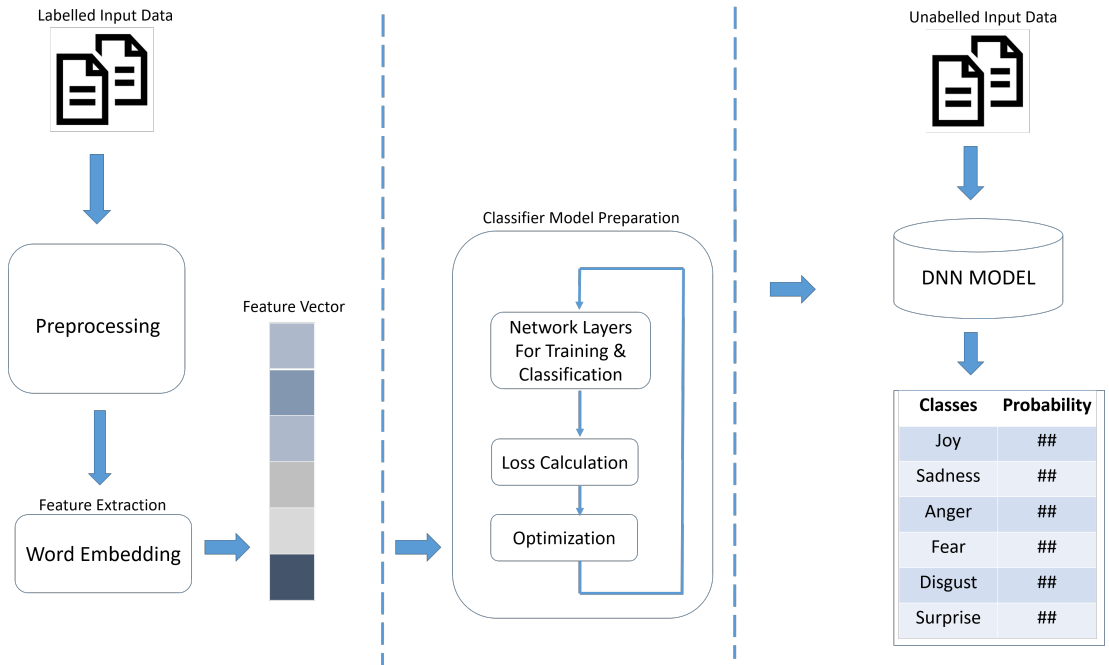 Labelled Input Data
Preprocessing
Feature Extraction
Word Embedding
Feature Vector
Classifier Model Preparation
Network Layers
For Training &
Classification
Loss Calculation
Optimization
Unabelled Input Data
DNN MODEL
Classes Probability
Joy ##
Sadness ##
Anger ##
Fear ##
Disgust ##
Surprise ##